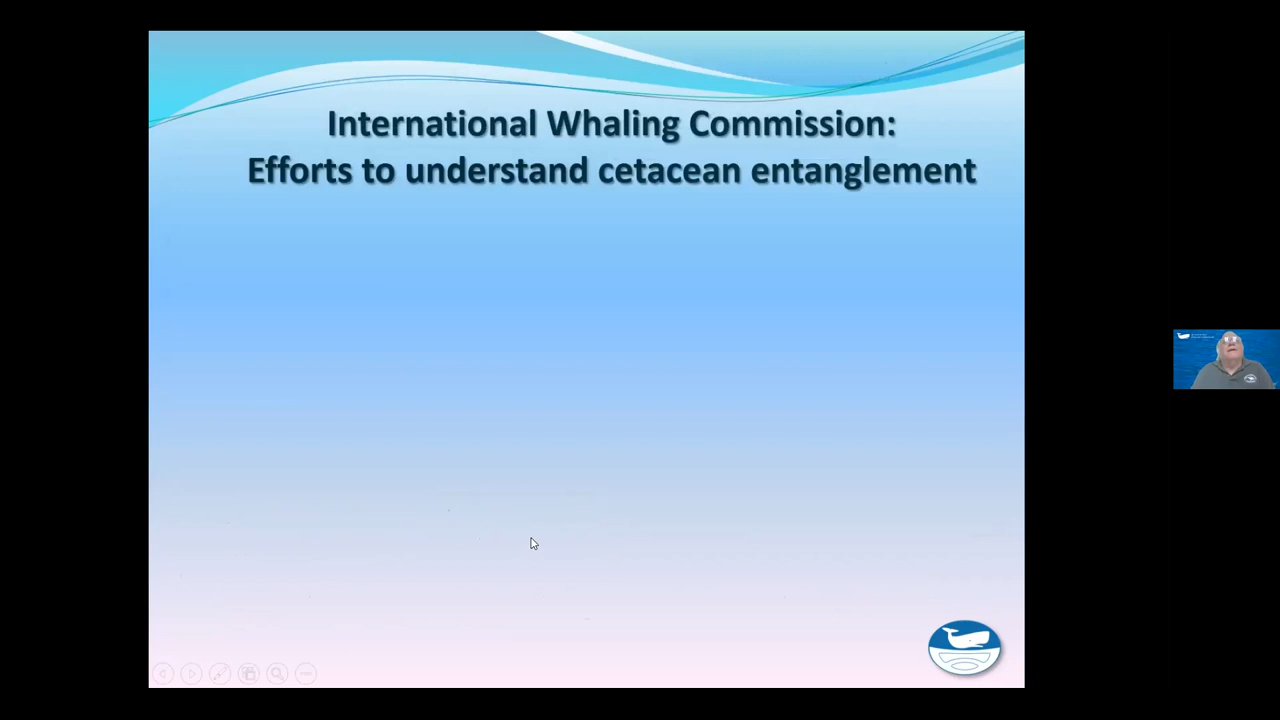 International Whaling Commission:
Efforts to understand cetacean entanglement